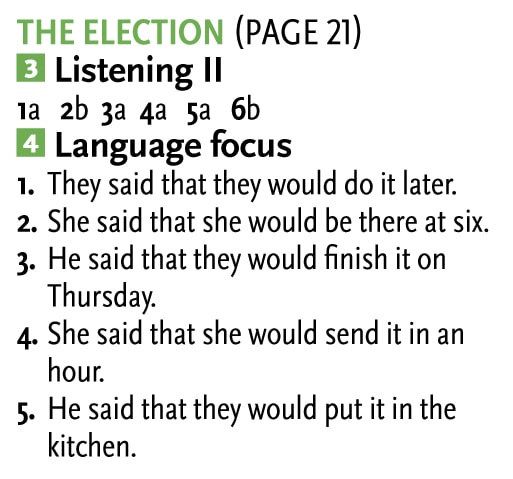 THE ELECTION (PAGE 21)
3 Listening II
1a 2b 3a 4a 5a 6b
4 Language focus
1. They said that they would do it later.
2. She said that she would be there at six.
3. He said that they would finish it on
Thursday.
4. She said that she would send it in an
hour.
5. He said that they would put it in the
kitchen.